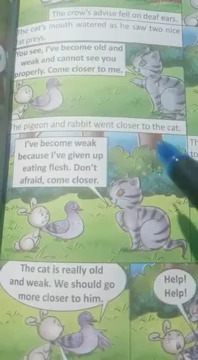 The crow's advise fell on deaf ears.
The cat's mouth watered as he saw two nice
fat preys.
You see, I've become old and
weak and cannot see you
properly. Come closer to me.
The pigeon and rabbit went closer to the cat.
I've become weak
because I've given up
eating flesh. Don't
afraid, come closer.
The cat is really old
and weak. We should go
more closer to him.
Help!
Help!